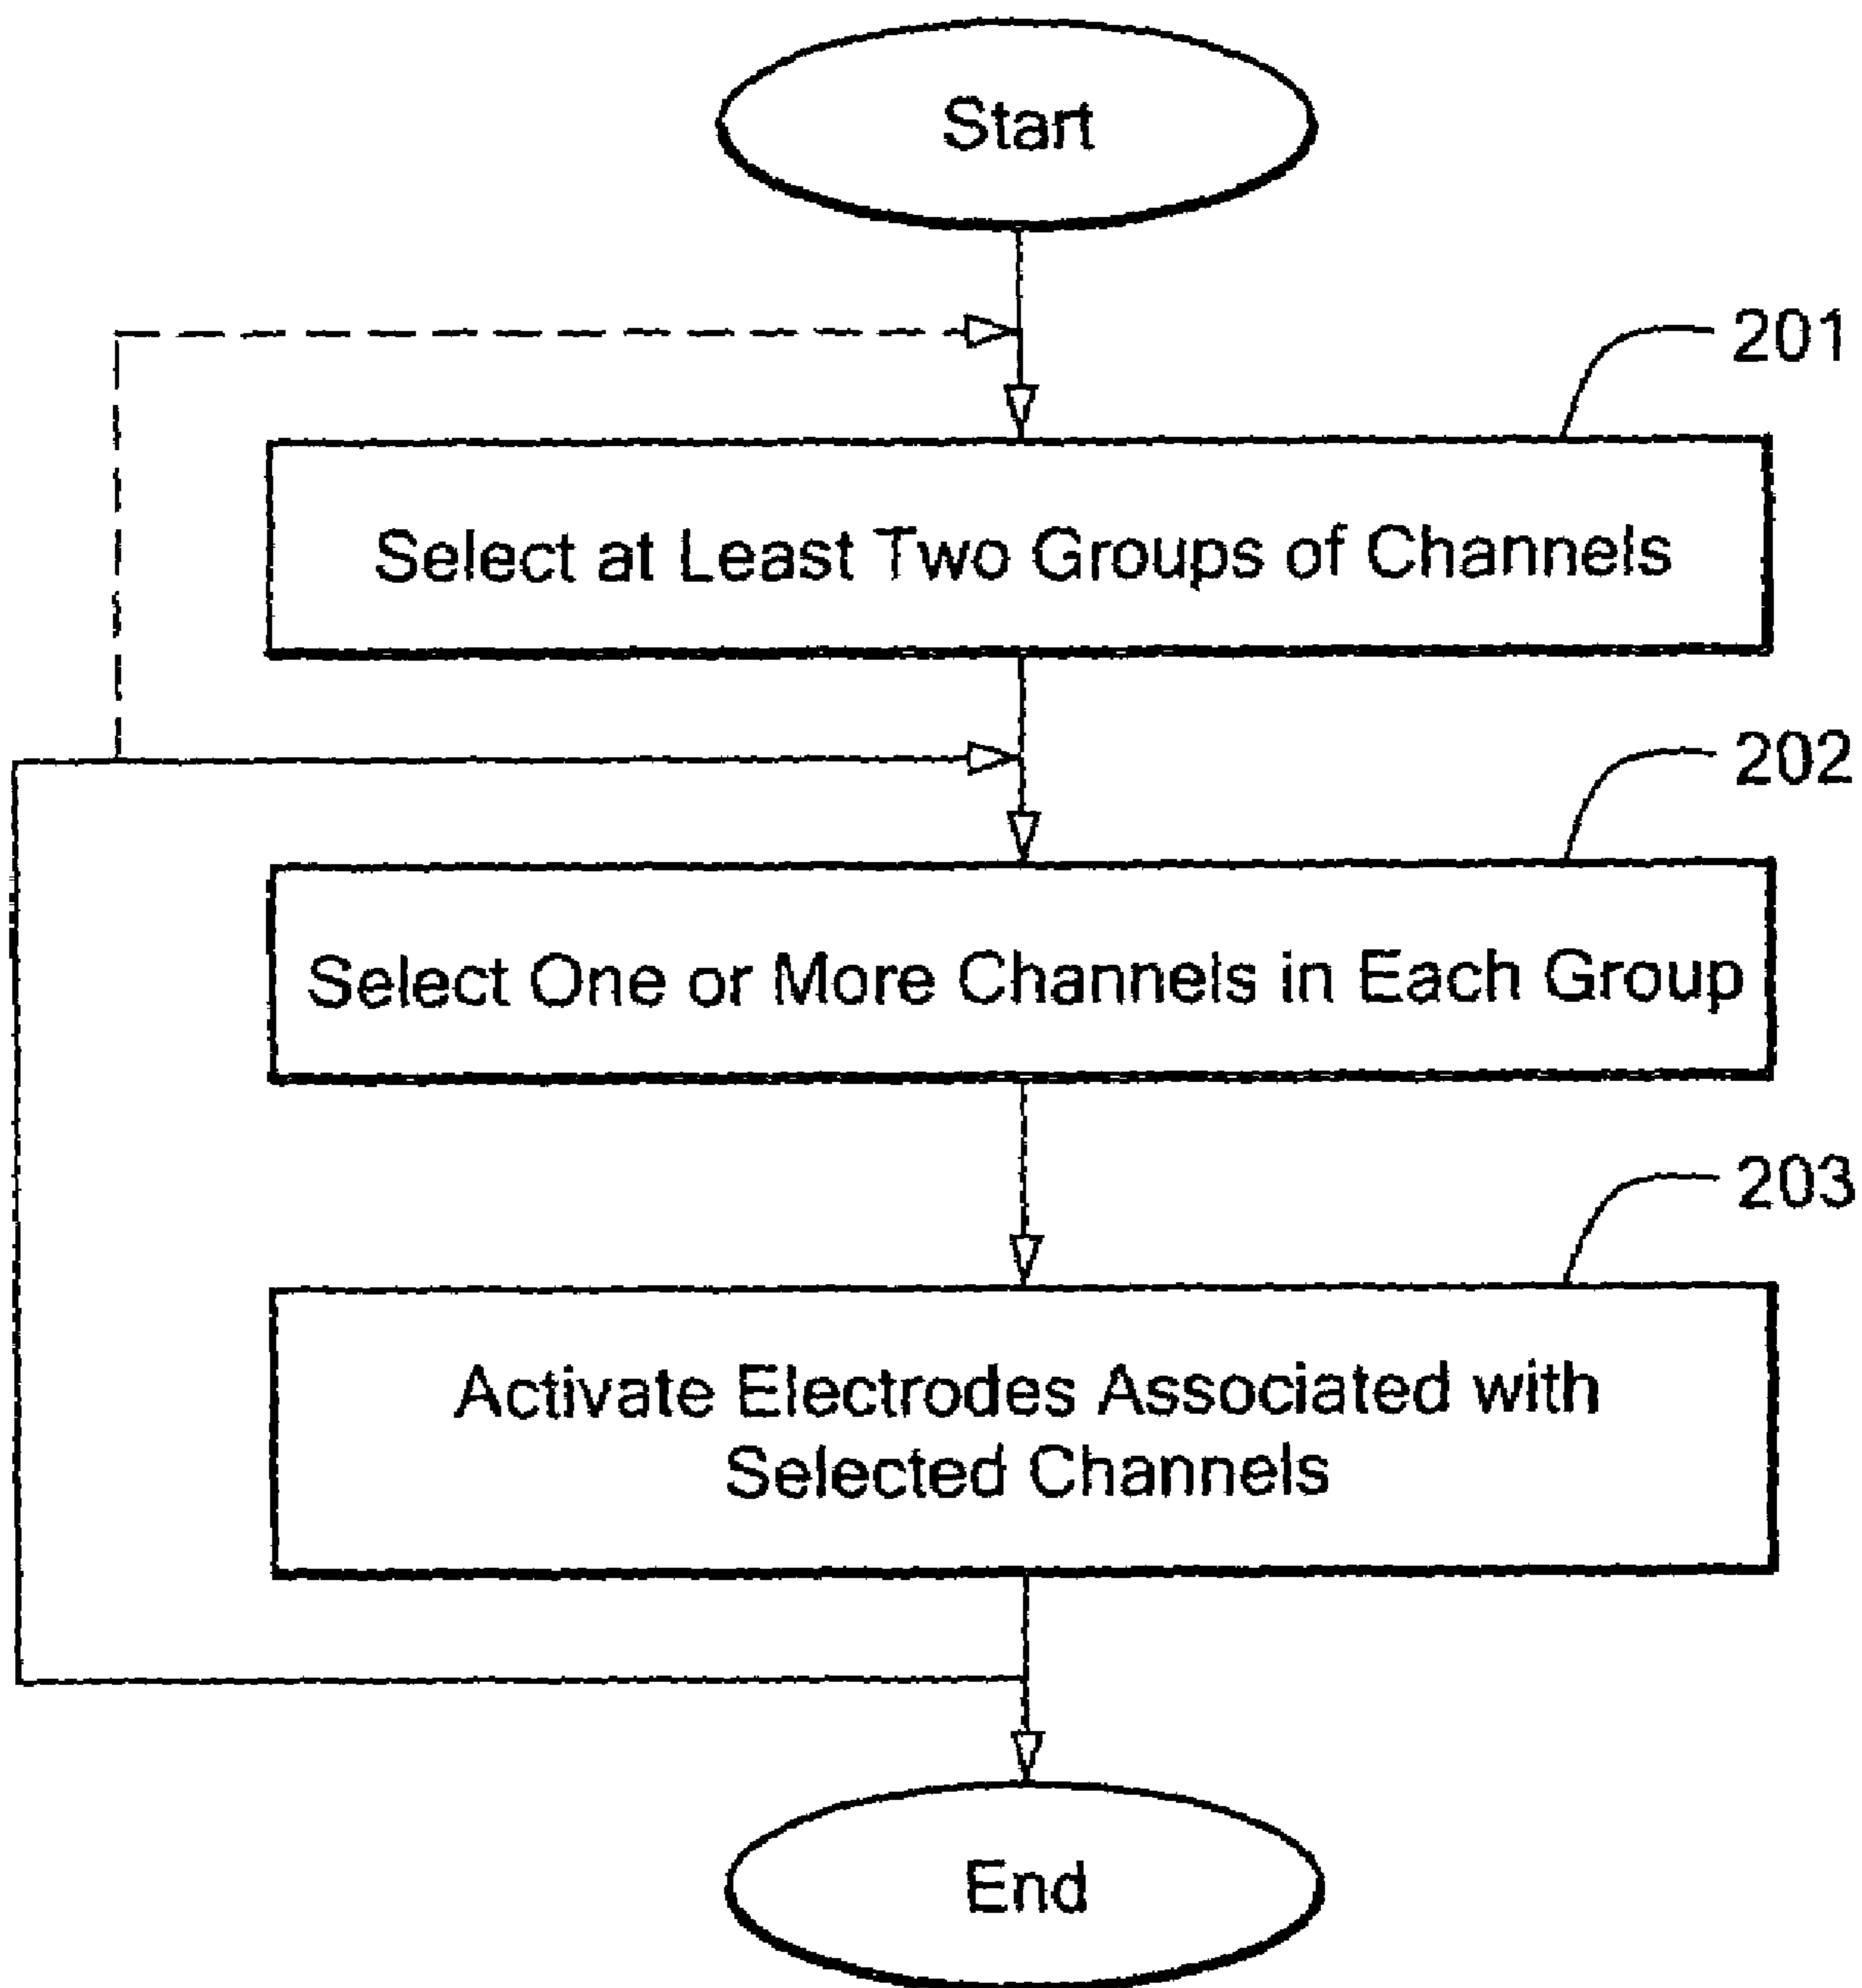 Start
201
Select at Least Two Groups of Channels
202
Select One or More Channels in Each Group
203
Activate Electrodes Associated with
Selected Channels
End